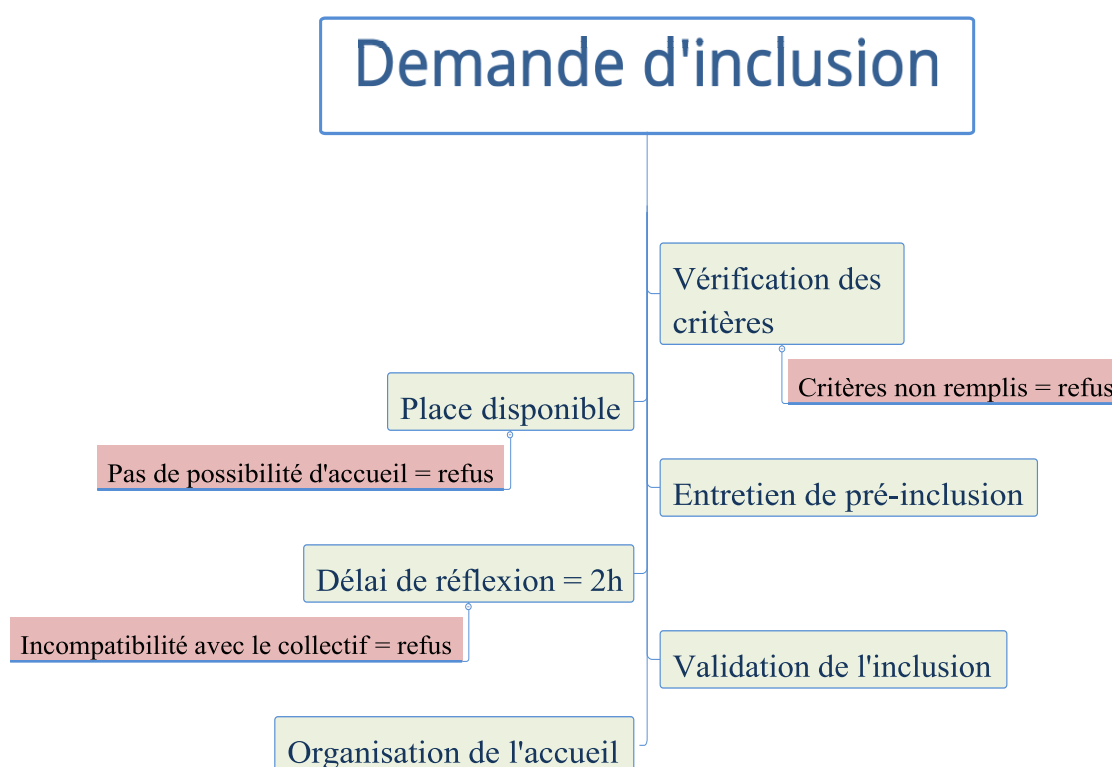 Demande d'inclusion
Vérification des
critères
Critères non remplis = refus
Place disponible
Pas de possibilité d'accueil = refus
Entretien de pré-inclusion
Délai de réflexion = 2h
Incompatibilité avec le collectif = refus
Validation de l'inclusion
Organisation de l'accueil